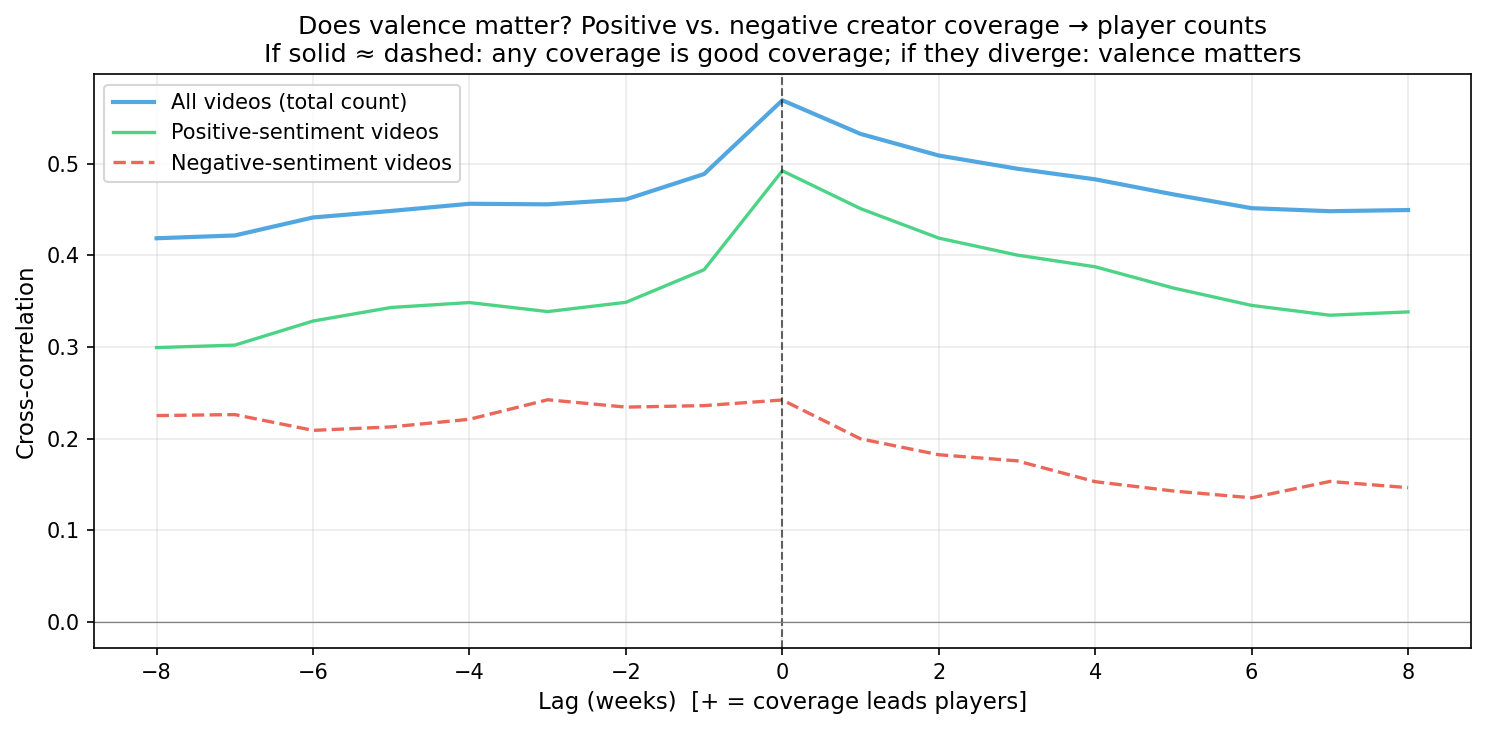 Does valence matter? Positive vs. negative creator coverage → player counts
If solid ≈ dashed: any coverage is good coverage; if they diverge: valence matters
All videos (total count)
Positive-sentiment videos
Negative-sentiment videos
Cross-correlation
0.5
0.4
0.3
0.2
0.1
0.0
−8
−6
−4
−2
0
2
4
6
8
Lag (weeks)  [+ = coverage leads players]